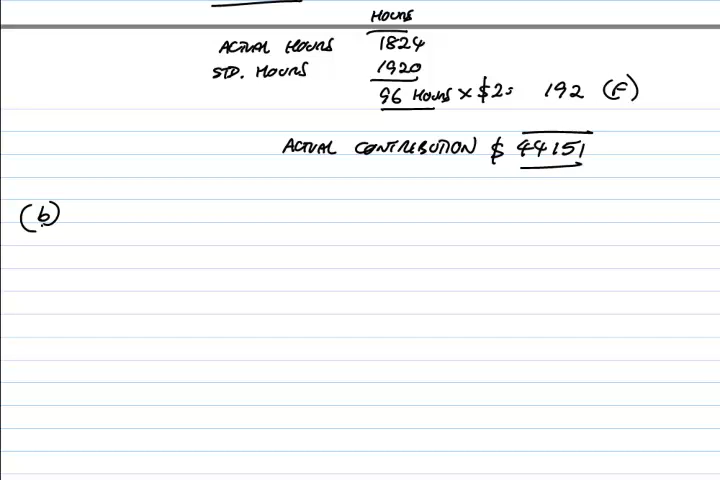 HOURS
ACTUAL HOURS 1824
STD. HOURS 1920
96 HOURS × $2 = 192 (F)
ACTUAL CONTRIBUTION $ 44151
(b)